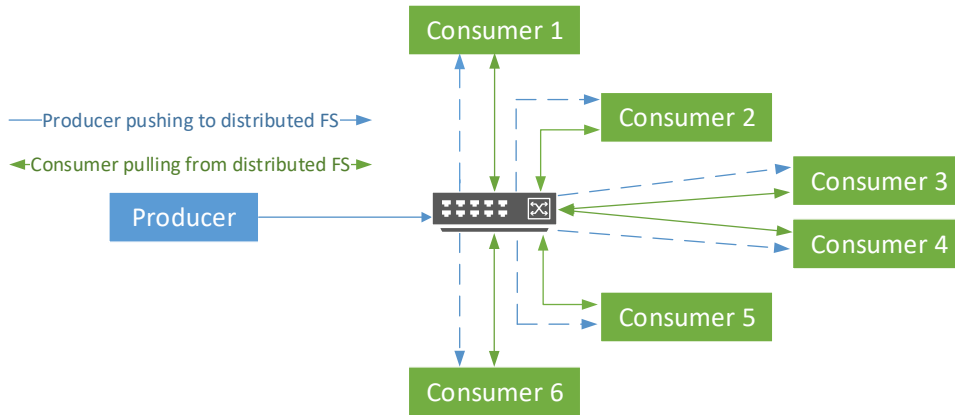 Consumer 1
Producer pushing to distributed FS
Consumer 2
Consumer pulling from distributed FS
Consumer 3
Producer
Consumer 4
Consumer 5
Consumer 6